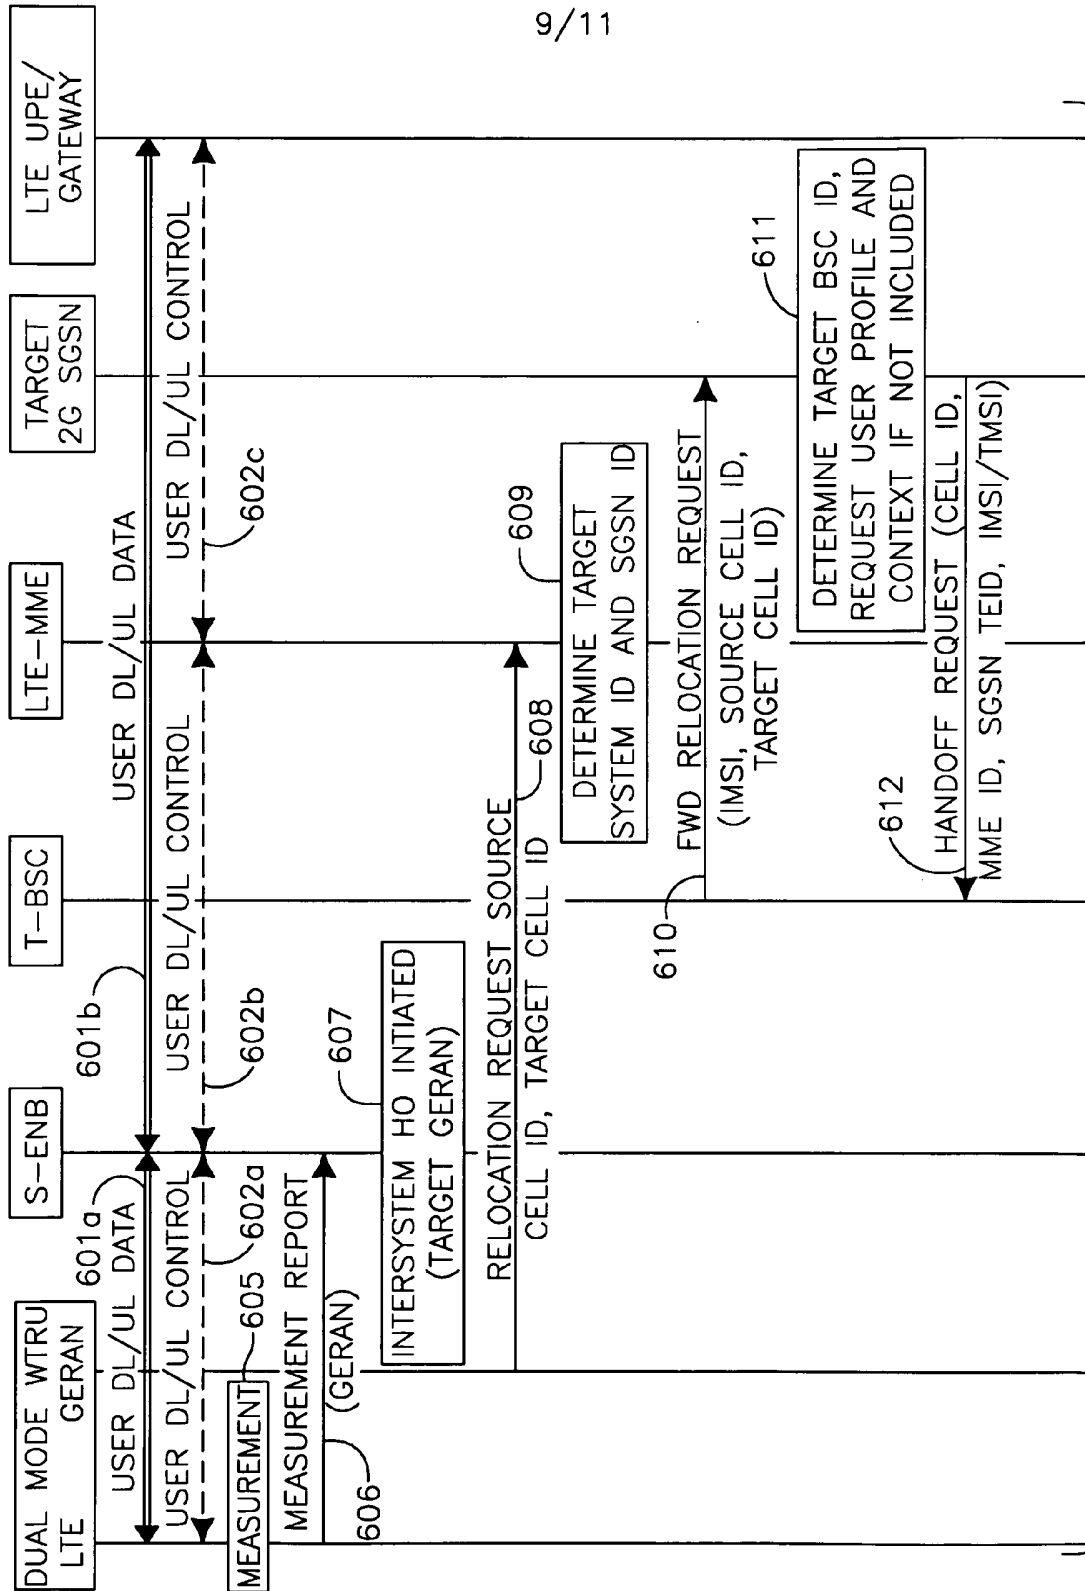 9/11
DUAL MODE WTRU
LTE GERAN
S-ENB
T-BSC
LTE-MME
TARGET
2G SGSN
LTE UPE/
GATEWAY
601a
USER DL/UL DATA
601b
USER DL/UL DATA
USER DL/UL CONTROL
602a
USER DL/UL CONTROL
602b
USER DL/UL CONTROL
602c
MEASUREMENT
605
MEASUREMENT REPORT
(GERAN)
606
607
INTERSYSTEM HO INTIATED
(TARGET GERAN)
RELOCATION REQUEST SOURCE
CELL ID, TARGET CELL ID
608
609
DETERMINE TARGET
SYSTEM ID AND SGSN ID
610
FWD RELOCATION REQUEST
(IMSI, SOURCE CELL ID,
TARGET CELL ID)
611
DETERMINE TARGET BSC ID,
REQUEST USER PROFILE AND
CONTEXT IF NOT INCLUDED
612
HANDOFF REQUEST (CELL ID,
MME ID, SGSN TEID, IMSI/TMSI)